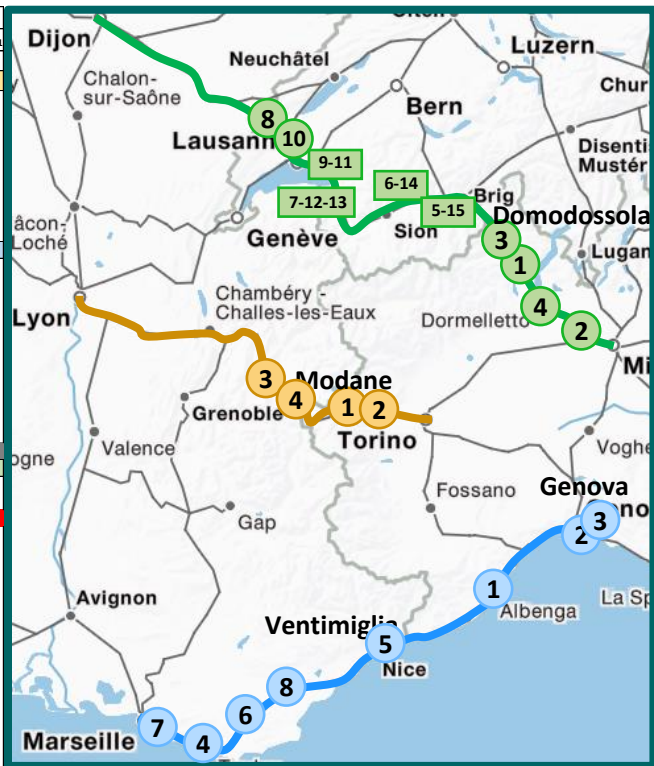 Dijon
Luzern
Neuchâtel
Chalon-
sur-Saône
Chur
Bern
8
10
Lausann
9-11
Disenti
Mustér
6-14
7-12-13
5-15
Brig
Domodossola
âcon-
Loché
Genève
Sion
3
Lugan
1
Chambéry -
Challes-les-Eaux
Lyon
4
Dormelletto
2
Mi
3
Modane
4
1
2
Grenoble
Torino
Valence
Voghe
ogne
Fossano
Genova
eno
3
2
Gap
1
Avignon
Albenga
La Sp
Ventimiglia
5
Nice
8
6
7
Marseille
4